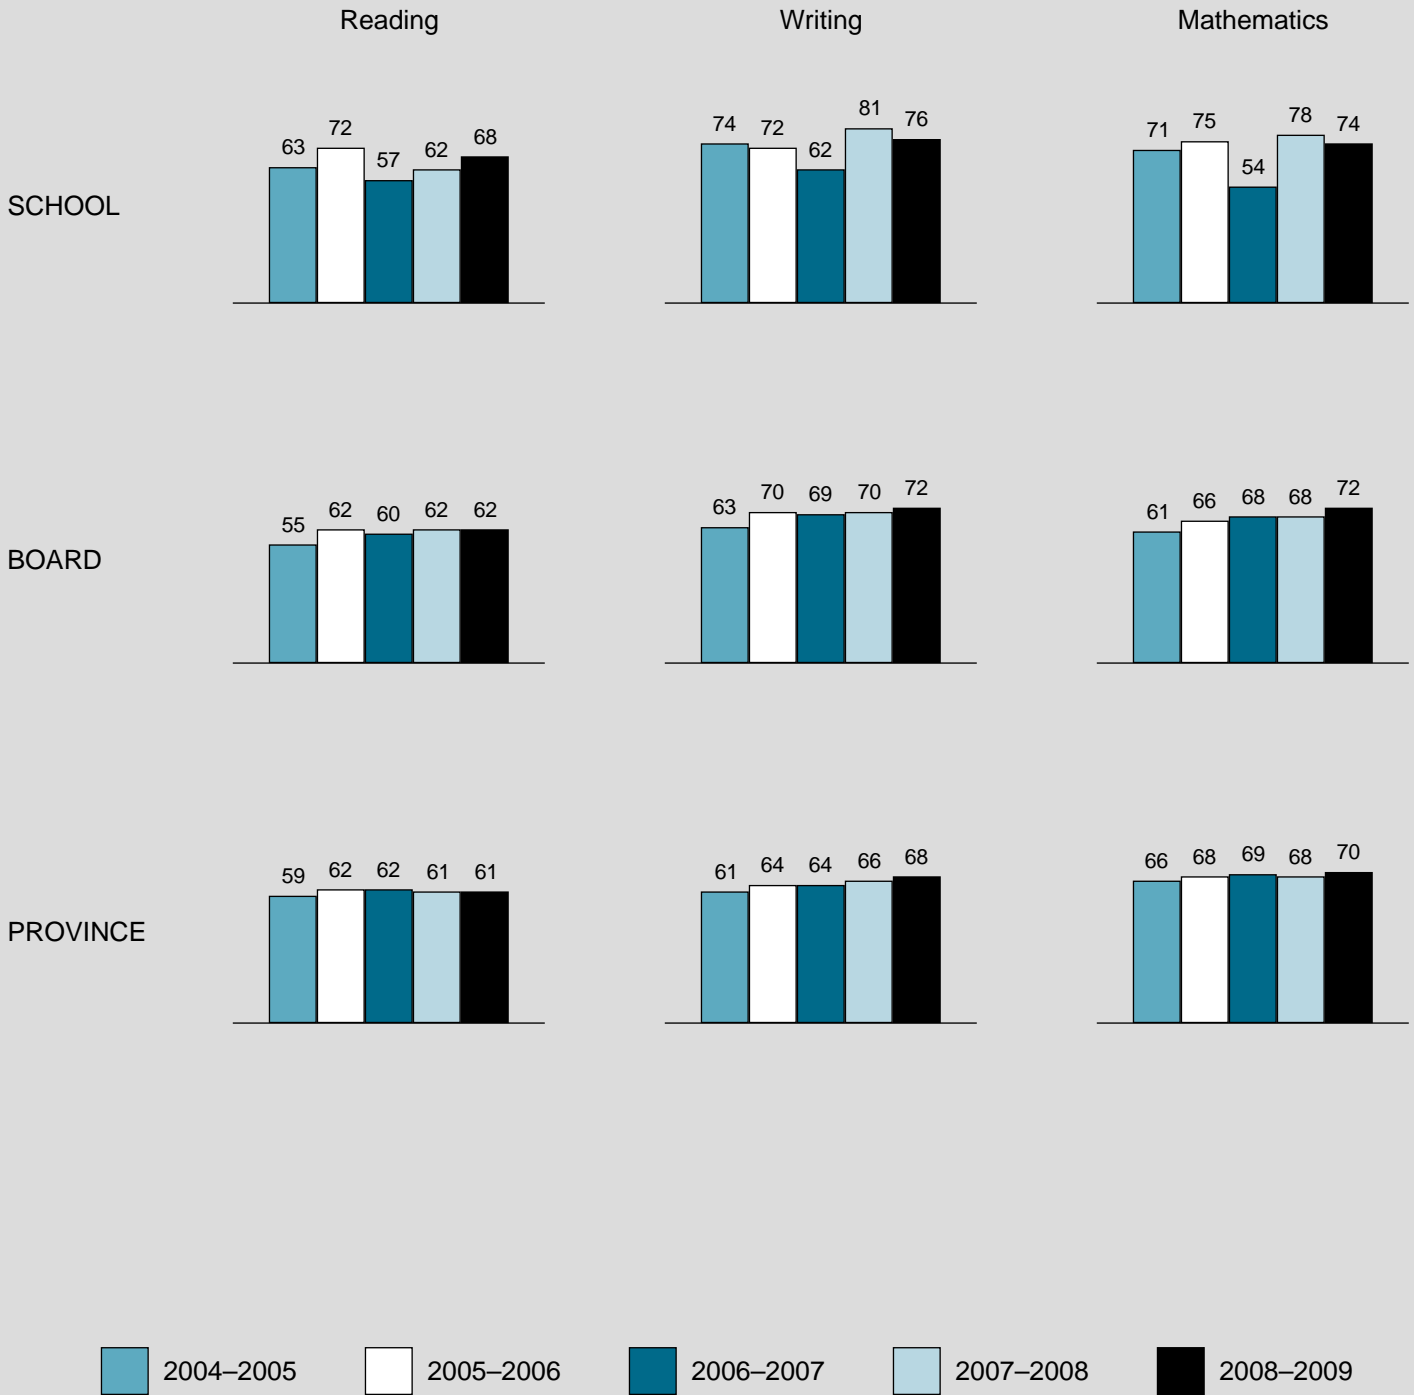 Reading Writing Mathematics
SCHOOL
63 72 57 62 68
74 72 62 81 76
71 75 54 78 74
BOARD
55 62 60 62 62
63 70 69 70 72
61 66 68 68 72
PROVINCE
59 62 62 61 61
61 64 64 66 68
66 68 69 68 70
2004–2005 2005–2006 2006–2007 2007–2008 2008–2009